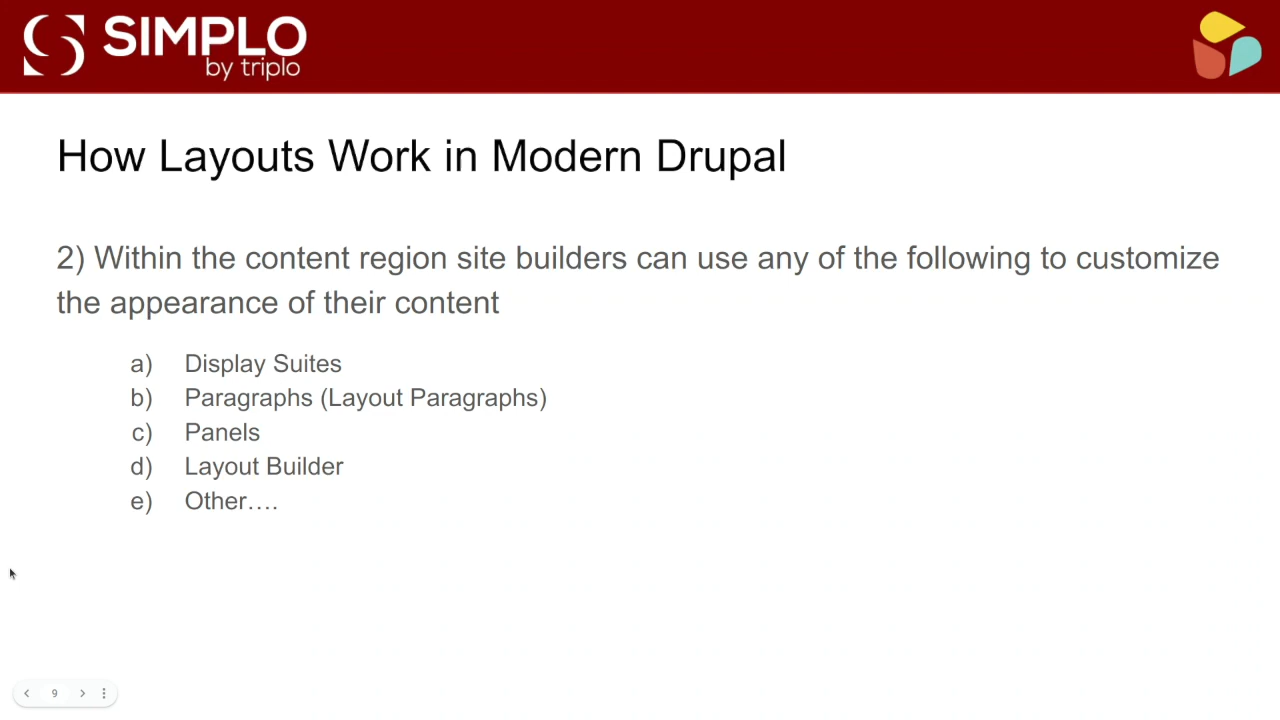 SIMPLO
by triplo
How Layouts Work in Modern Drupal
2) Within the content region site builders can use any of the following to customize
the appearance of their content
a) Display Suites
b) Paragraphs (Layout Paragraphs)
c) Panels
d) Layout Builder
e) Other….
9